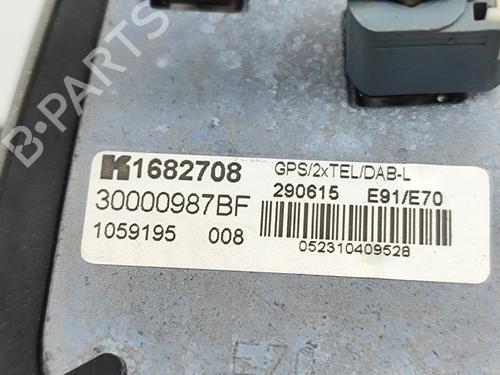 B-PARTS
K1682708 GPS/2xTEL/DAB-L
30000987BF 290615 E91/E70
1059195 008 052310409528
E70